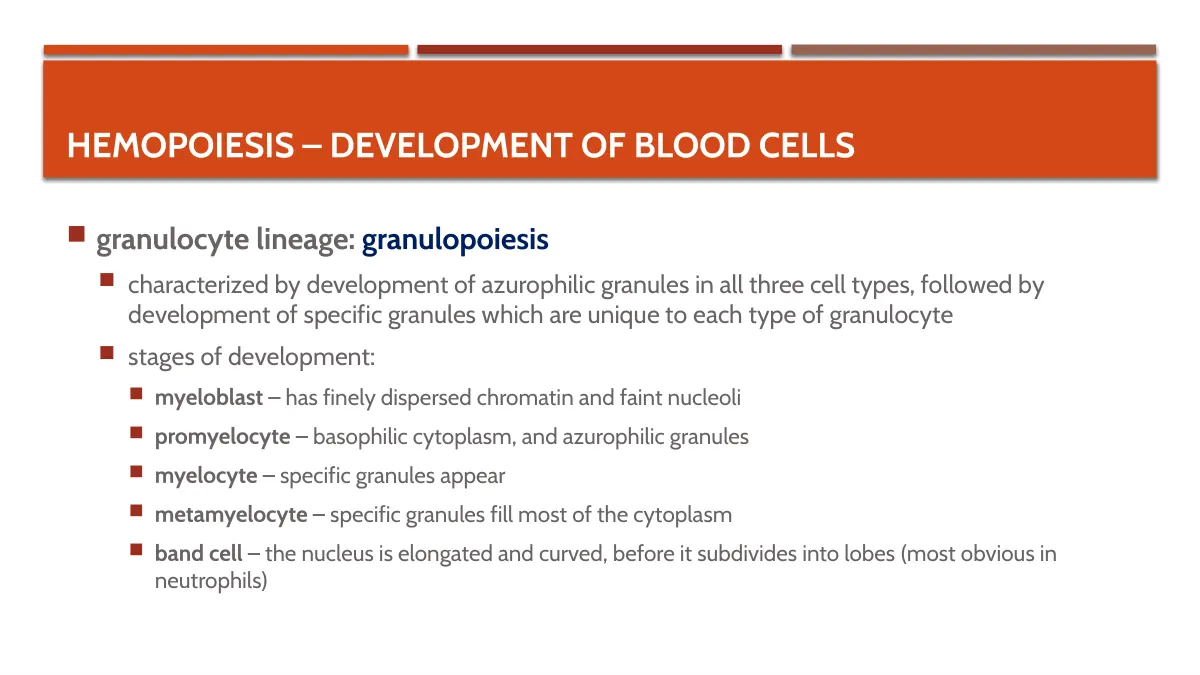 HEMOPOIESIS – DEVELOPMENT OF BLOOD CELLS
granulocyte lineage: granulopoiesis
characterized by development of azurophilic granules in all three cell types, followed by
development of specific granules which are unique to each type of granulocyte
stages of development:
myeloblast – has finely dispersed chromatin and faint nucleoli
promyelocyte – basophilic cytoplasm, and azurophilic granules
myelocyte – specific granules appear
metamyelocyte – specific granules fill most of the cytoplasm
band cell – the nucleus is elongated and curved, before it subdivides into lobes (most obvious in
neutrophils)